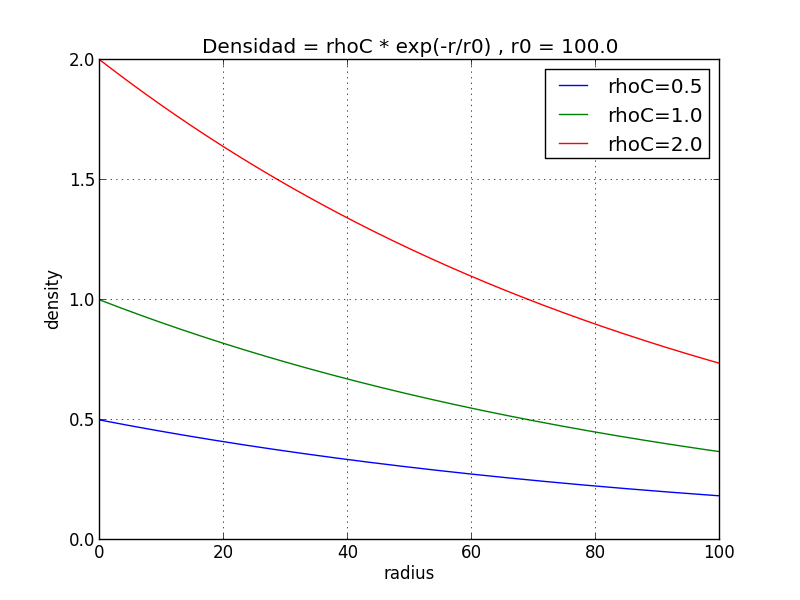 Densidad = rhoC * exp(-r/r0) , r0 = 100.0
rhoC=0.5
rhoC=1.0
rhoC=2.0
2.0
1.5
1.0
0.5
0.0
density
0 20 40 60 80 100
radius